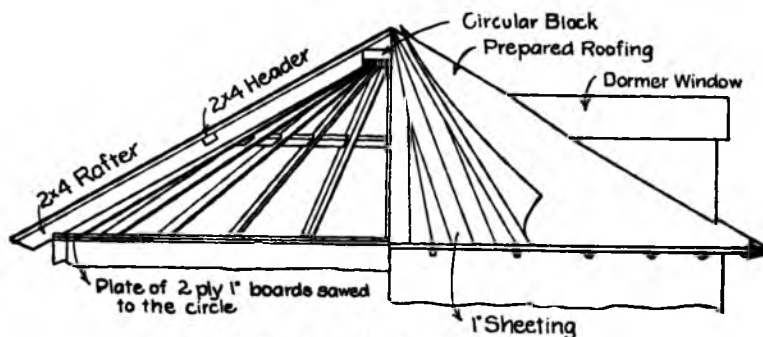 Circular Block
Prepared Roofing
Dormer Window
2x4 Header
2x4 Rafter
Plate of 2 ply 1" boards sawed
to the circle
1" Sheeting